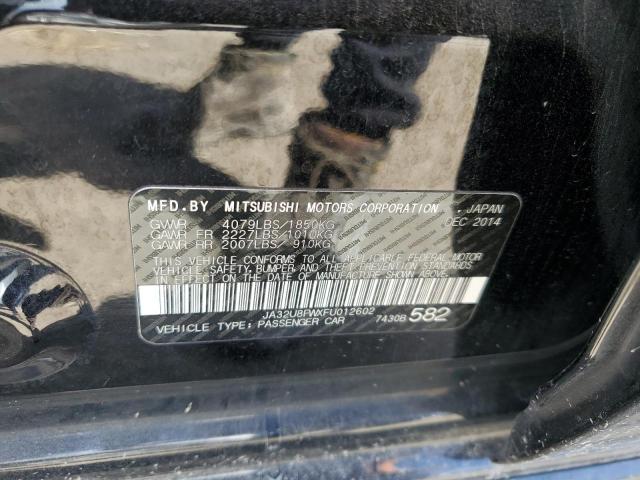 MFD.BY MITSUBISHI MOTORS CORPORATION., JAPAN
GVWR 4079LBS/1850KG DEC 2014
GAWR FR 2227LBS/1010KG
GAWR RR 2007LBS/ 910KG
THIS VEHICLE CONFORMS TO ALL APPLICABLE FEDERAL MOTOR
VEHICLE SAFETY, BUMPER, AND THEFT PREVENTION STANDARDS
IN EFFECT ON THE DATE OF MANUFACTURE SHOWN ABOVE.
JA32U8FWXFU012602
VEHICLE TYPE: PASSENGER CAR 7430B 582